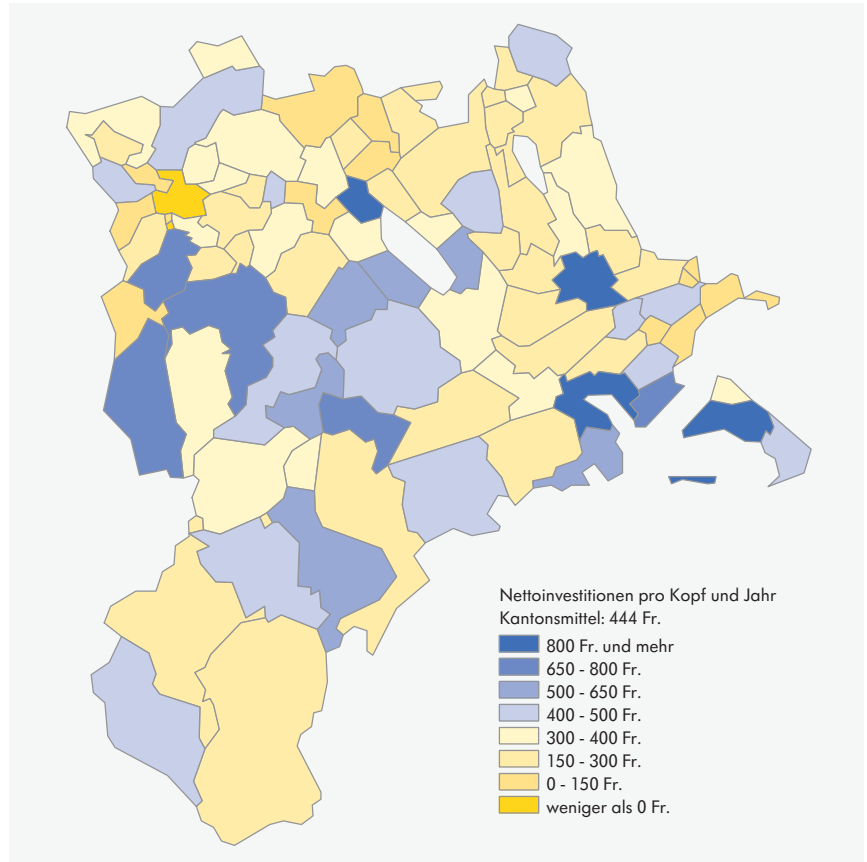 Nettoinvestitionen pro Kopf und Jahr
Kantonsmittel: 444 Fr.
800 Fr. und mehr
650 - 800 Fr.
500 - 650 Fr.
400 - 500 Fr.
300 - 400 Fr.
150 - 300 Fr.
0 - 150 Fr.
weniger als 0 Fr.